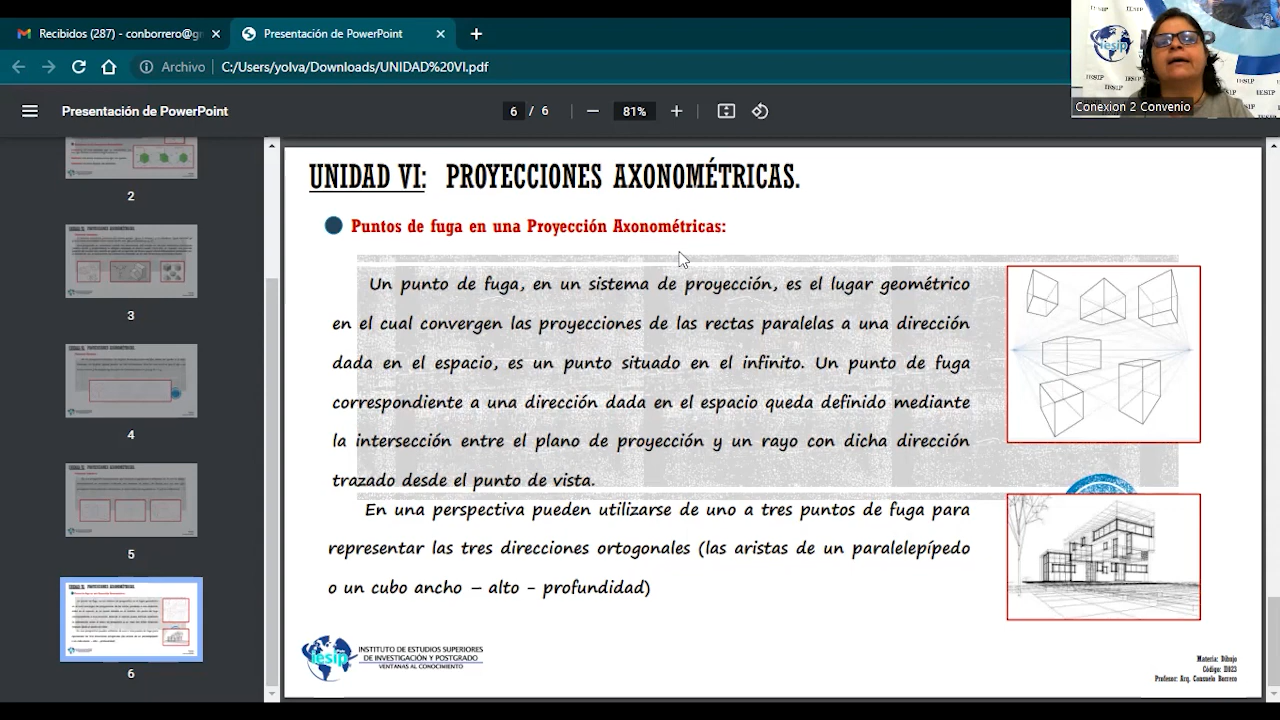 Recibidos (287) - conborrero@gr
Presentación de PowerPoint
Archivo
C:/Users/yolva/Downloads/UNIDAD%20VI.pdf
iesip
IESIP
Conexion 2 Convenio
Presentación de PowerPoint
6 / 6
81%
2
3
4
5
6
UNIDAD VI: PROYECCIONES AXONOMÉTRICAS.
Puntos de fuga en una Proyección Axonométricas:
Un punto de fuga, en un sistema de proyección, es el lugar geométrico
en el cual convergen las proyecciones de las rectas paralelas a una dirección
dada en el espacio, es un punto situado en el infinito. Un punto de fuga
correspondiente a una dirección dada en el espacio queda definido mediante
la intersección entre el plano de proyección y un rayo con dicha dirección
trazado desde el punto de vista.
En una perspectiva pueden utilizarse de uno a tres puntos de fuga para
representar las tres direcciones ortogonales (las aristas de un paralelepípedo
o un cubo ancho – alto - profundidad)
iesip
INSTITUTO DE ESTUDIOS SUPERIORES
DE INVESTIGACIÓN Y POSTGRADO
VENTANAS AL CONOCIMIENTO
Materia: Dibujo
Profesor: Arq. Consuelo Borrero